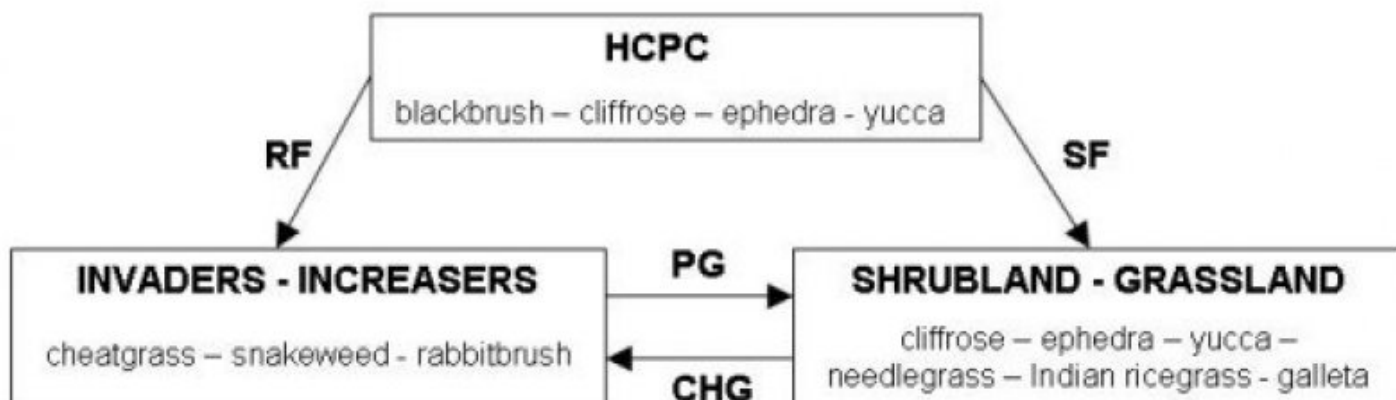 HCPC
blackbrush – cliffrose – ephedra - yucca
RF
SF
INVADERS - INCREASERS
cheatgrass – snakeweed - rabbitbrush
PG
CHG
SHRUBLAND - GRASSLAND
cliffrose – ephedra – yucca –
needlegrass – Indian ricegrass - galleta